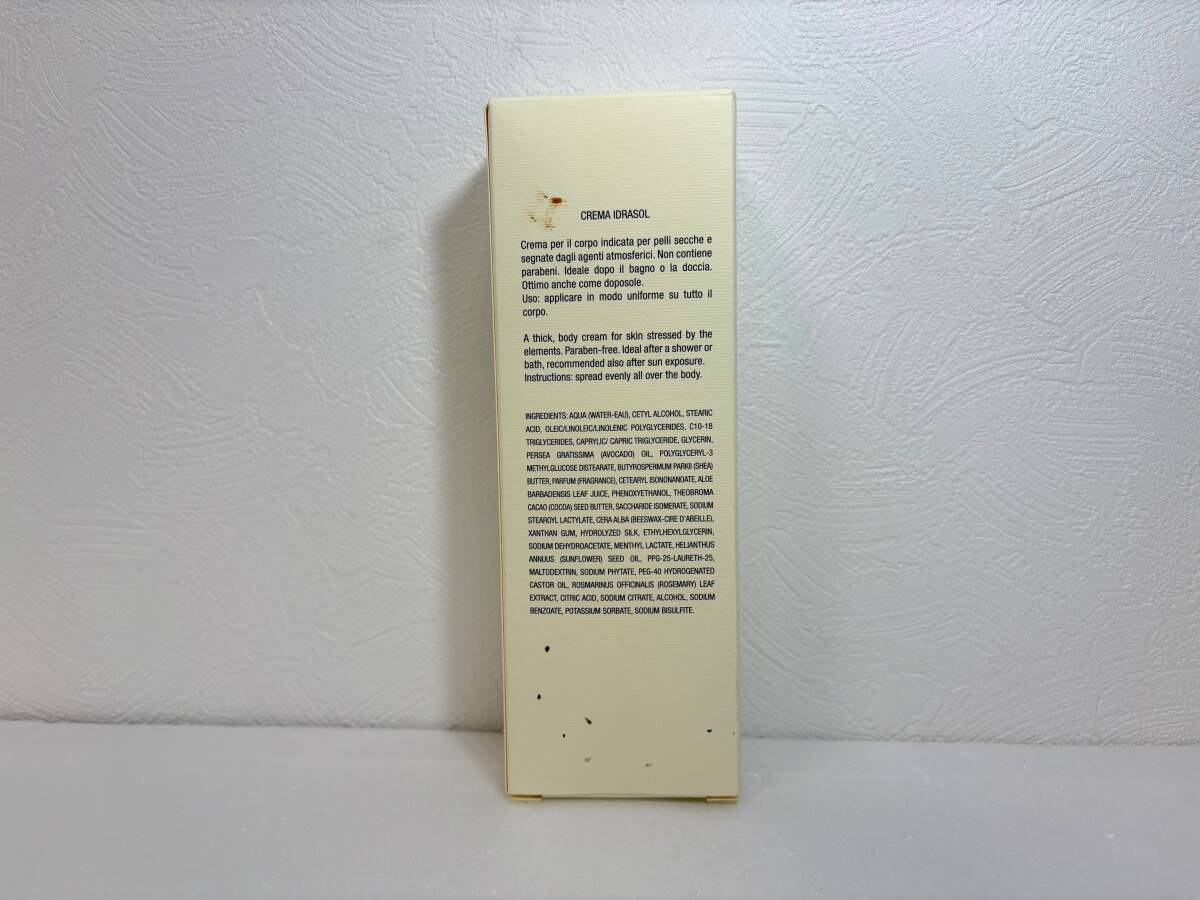 CREMA IDRASOL
Crema per il corpo indicata per pelli secche e
segnate dagli agenti atmosferici. Non contiene
parabeni. Ideale dopo il bagno o la doccia.
Ottimo anche come doposole.
Uso: applicare in modo uniforme su tutto il
corpo.
A thick, body cream for skin stressed by the
elements. Paraben-free. Ideal after a shower or
bath, recommended also after sun exposure.
Instructions: spread evenly all over the body.
INGREDIENTS: AQUA (WATER-EAU), CETYL ALCOHOL, STEARIC
ACID, OLEIC/LINOLEIC/LINOLENIC POLYGLYCERIDES, C10-18
TRIGLYCERIDES, CAPRYLIC/ CAPRIC TRIGLYCERIDE, GLYCERIN,
PERSEA GRATISSIMA (AVOCADO) OIL, POLYGLYCERYL-3
METHYLGLUCOSE DISTEARATE, BUTYROSPERMUM PARKII (SHEA)
BUTTER, PARFUM (FRAGRANCE), CETEARYL ISONONANOATE, ALOE
BARBADENSIS LEAF JUICE, PHENOXYETHANOL, THEOBROMA
CACAO (COCOA) SEED BUTTER, SACCHARIDE ISOMERATE, SODIUM
STEAROYL LACTYLATE, CERA ALBA (BEESWAX-CIRE D'ABEILLE),
XANTHAN GUM, HYDROLYZED SILK, ETHYLHEXYLGLYCERIN,
SODIUM DEHYDROACETATE, MENTHYL LACTATE, HELIANTHUS
ANNUUS (SUNFLOWER) SEED OIL, PPG-25-LAURETH-25,
MALTODEXTRIN, SODIUM PHYTATE, PEG-40 HYDROGENATED
CASTOR OIL, ROSMARINUS OFFICINALIS (ROSEMARY) LEAF
EXTRACT, CITRIC ACID, SODIUM CITRATE, ALCOHOL, SODIUM
BENZOATE, POTASSIUM SORBATE, SODIUM BISULFITE.